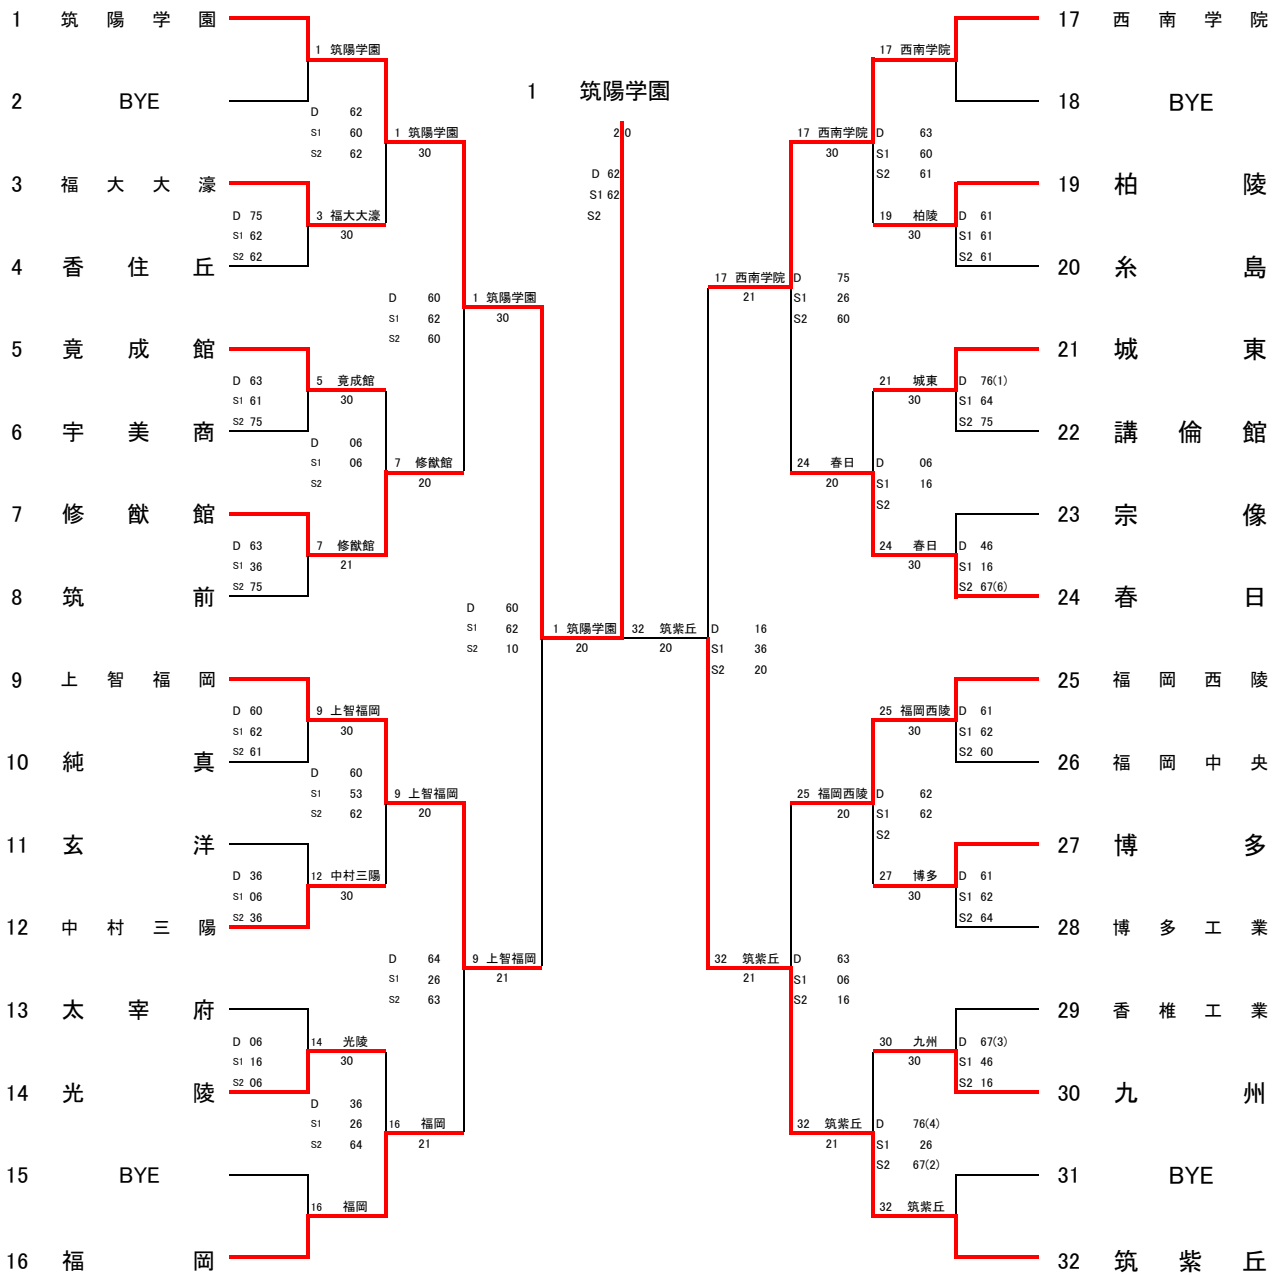 1 筑陽学園
2 BYE
3 福大大濠
4 香住丘
5 竟成館
6 宇美商
7 修猷館
8 筑前
9 上智福岡
10 純真
11 玄洋
12 中村三陽
13 太宰府
14 光陵
15 BYE
16 福岡
1 筑陽学園
D 75
S1 62
S2 62
3 福大大濠
30
D 63
S1 61
S2 75
5 竟成館
30
D 63
S1 36
S2 75
7 修猷館
21
D 60
S1 62
S2 61
9 上智福岡
30
D 36
S1 06
S2 36
12 中村三陽
30
D 06
S1 16
S2 06
14 光陵
30
16 福岡
D 62
S1 60
S2 62
1 筑陽学園
30
D 06
S1 06
S2
7 修猷館
20
D 60
S1 53
S2 62
9 上智福岡
20
D 36
S1 26
S2 64
16 福岡
21
D 60
S1 62
S2 60
1 筑陽学園
30
D 64
S1 26
S2 63
9 上智福岡
21
D 60
S1 62
S2 10
1 筑陽学園
20
1 筑陽学園
20
D 62
S1 62
S2
32 筑紫丘
20
D 16
S1 36
S2 20
17 西南学院
21
D 75
S1 26
S2 60
32 筑紫丘
21
D 63
S1 06
S2 16
17 西南学院
30
D 63
S1 60
S2 61
24 春日
20
D 06
S1 16
S2
25 福岡西陵
20
D 62
S1 62
S2
32 筑紫丘
21
D 76(4)
S1 26
S2 67(2)
17 西南学院
19 柏陵
30
D 61
S1 61
S2 61
21 城東
30
D 76(1)
S1 64
S2 75
24 春日
30
D 46
S1 16
S2 67(6)
25 福岡西陵
30
D 61
S1 62
S2 60
27 博多
30
D 61
S1 62
S2 64
30 九州
30
D 67(3)
S1 46
S2 16
32 筑紫丘
17 西南学院
18 BYE
19 柏陵
20 糸島
21 城東
22 講倫館
23 宗像
24 春日
25 福岡西陵
26 福岡中央
27 博多
28 博多工業
29 香椎工業
30 九州
31 BYE
32 筑紫丘